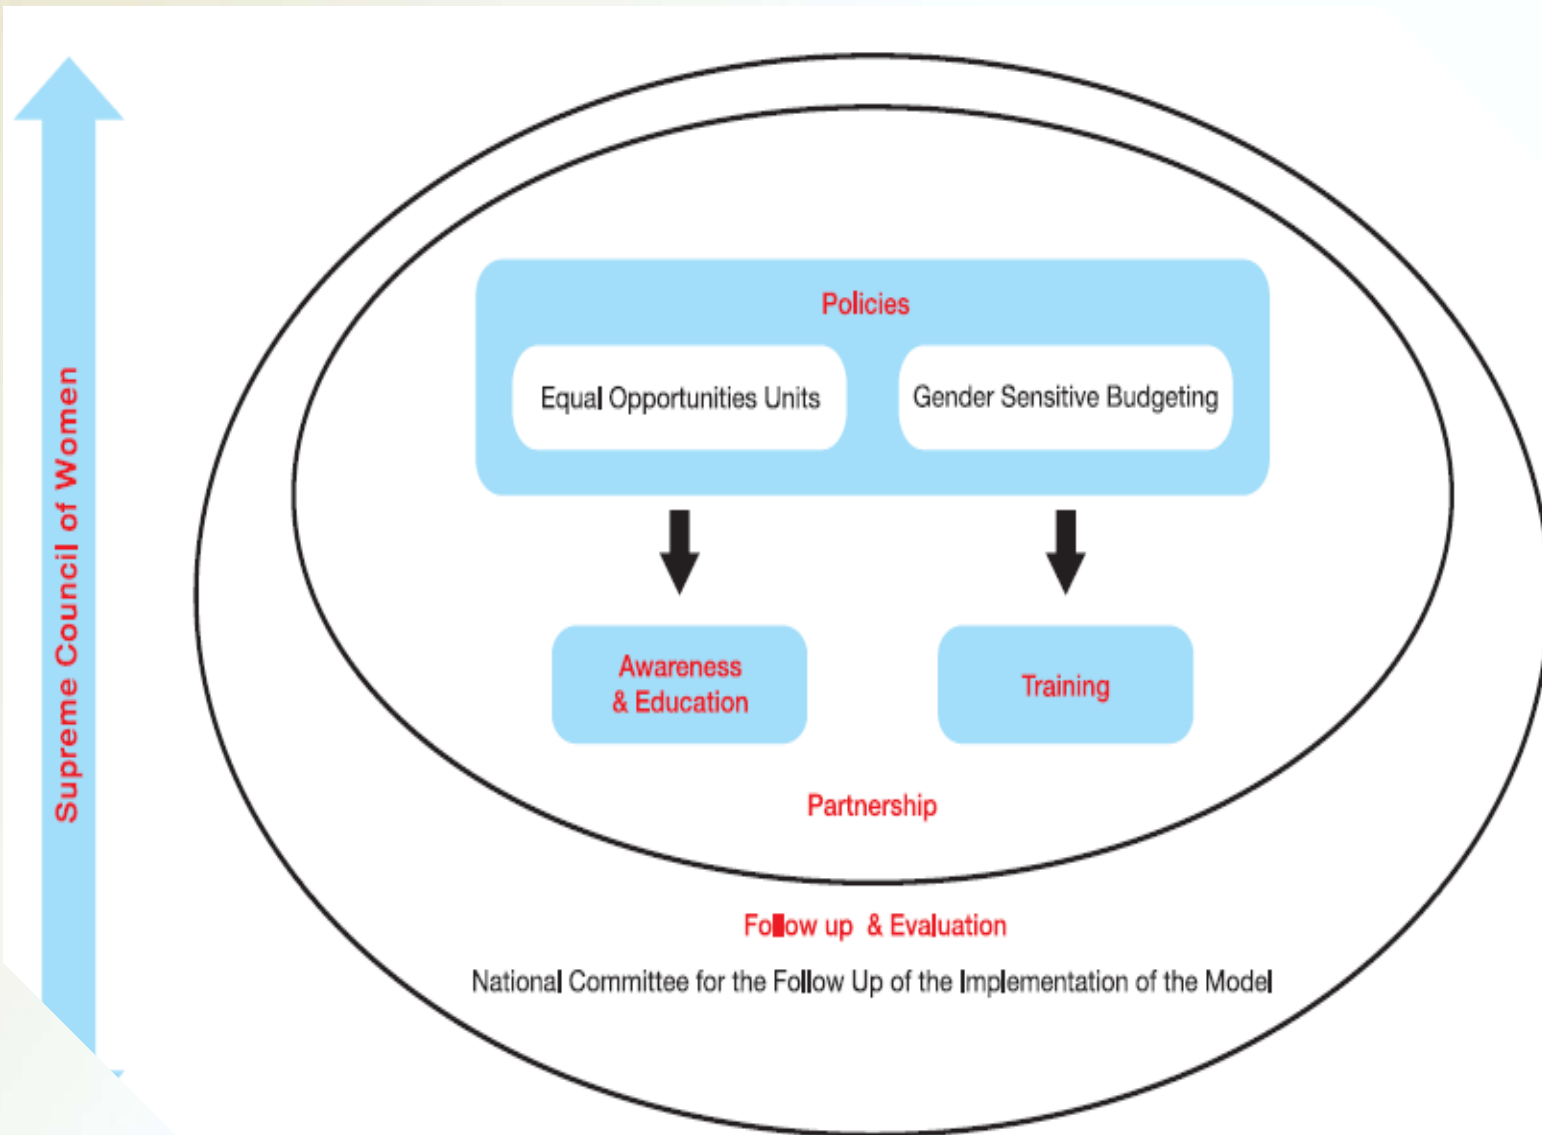 Supreme Council of Women
Policies
Equal Opportunities Units
Gender Sensitive Budgeting
Awareness
& Education
Training
Partnership
Follow up & Evaluation
National Committee for the Follow Up of the Implementation of the Model